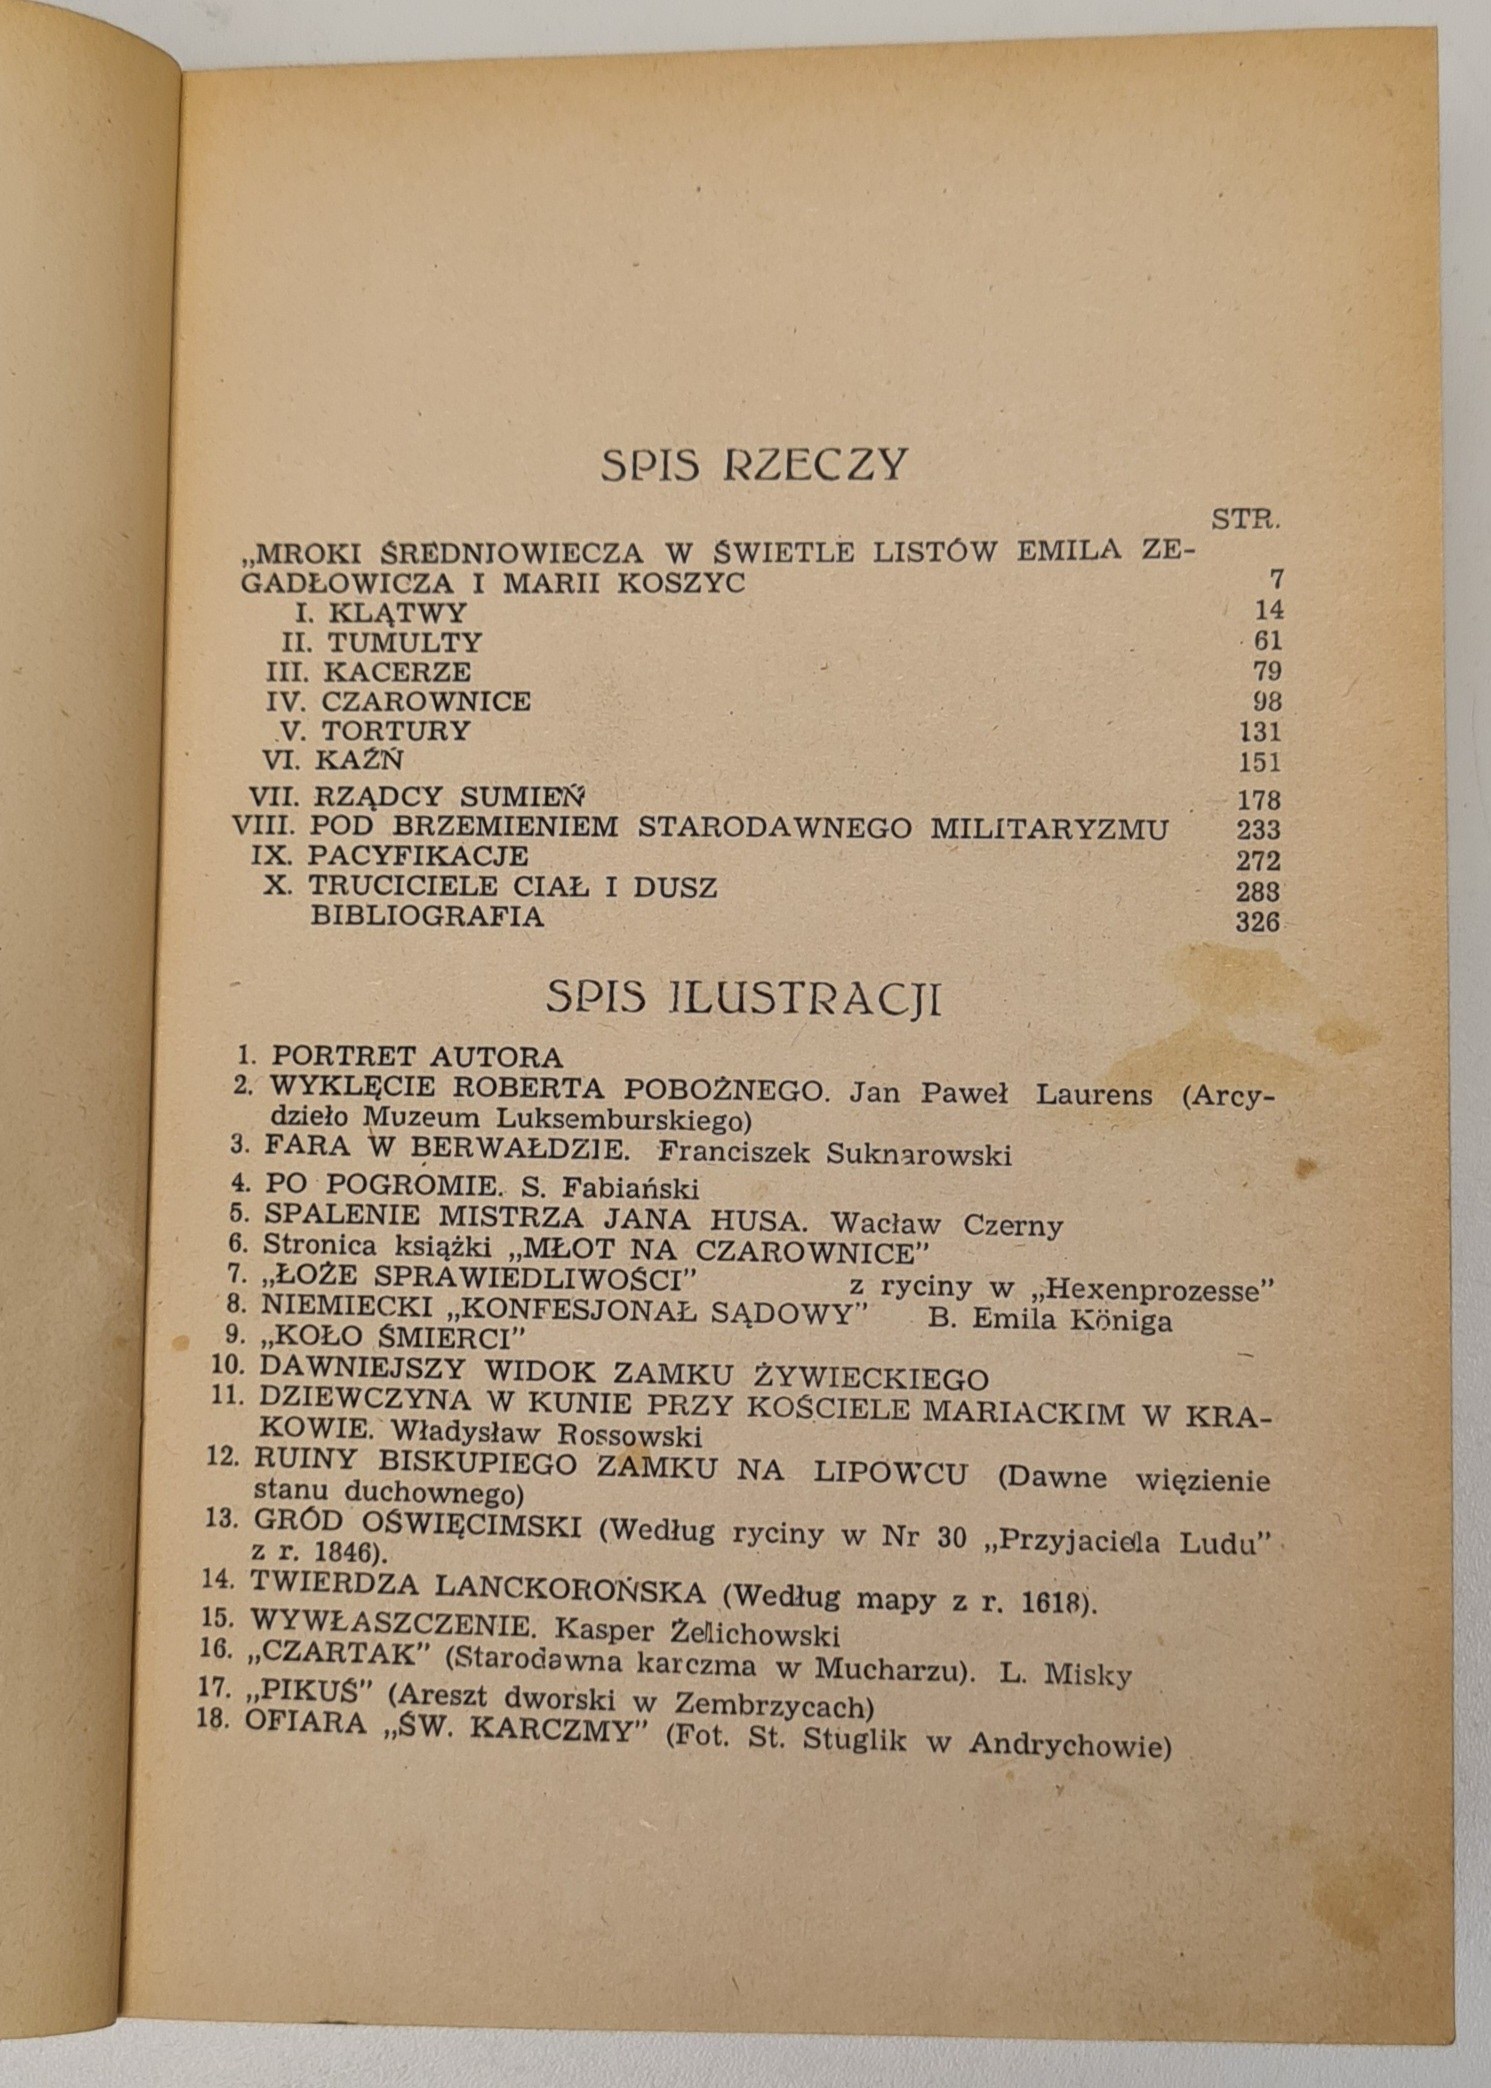 SPIS RZECZY
STR.
„MROKI ŚREDNIOWIECZA W ŚWIETLE LISTÓW EMILA ZE-
GADŁOWICZA I MARII KOSZYC 7
I. KLĄTWY 14
II. TUMULTY 61
III. KACERZE 79
IV. CZAROWNICE 98
V. TORTURY 131
VI. KAŹŃ 151
VII. RZĄDCY SUMIEŃ 178
VIII. POD BRZEMIENIEM STARODAWNEGO MILITARYZMU 233
IX. PACYFIKACJE 272
X. TRUCICIELE CIAŁ I DUSZ 288
BIBLIOGRAFIA 326
SPIS ILUSTRACJI
1. PORTRET AUTORA
2. WYKLĘCIE ROBERTA POBOŻNEGO. Jan Paweł Laurens (Arcy-
dzieło Muzeum Luksemburskiego)
3. FARA W BERWAŁDZIE. Franciszek Suknarowski
4. PO POGROMIE. S. Fabiański
5. SPALENIE MISTRZA JANA HUSA. Wacław Czerny
6. Stronica książki „MŁOT NA CZAROWNICE”
7. „ŁOŻE SPRAWIEDLIWOŚCI” z ryciny w „Hexenprozesse”
8. NIEMIECKI „KONFESJONAŁ SĄDOWY” B. Emila Königa
9. „KOŁO ŚMIERCI”
10. DAWNIEJSZY WIDOK ZAMKU ŻYWIECKIEGO
11. DZIEWCZYNA W KUNIE PRZY KOŚCIELE MARIACKIM W KRA-
KOWIE. Władysław Rossowski
12. RUINY BISKUPIEGO ZAMKU NA LIPOWCU (Dawne więzienie
stanu duchownego)
13. GRÓD OŚWIĘCIMSKI (Według ryciny w Nr 30 „Przyjaciela Ludu”
z r. 1846).
14. TWIERDZA LANCKOROŃSKA (Według mapy z r. 1618).
15. WYWŁASZCZENIE. Kasper Żelichowski
16. „CZARTAK” (Starodawna karczma w Mucharzu). L. Misky
17. „PIKUŚ” (Areszt dworski w Zembrzycach)
18. OFIARA „ŚW. KARCZMY” (Fot. St. Stuglik w Andrychowie)